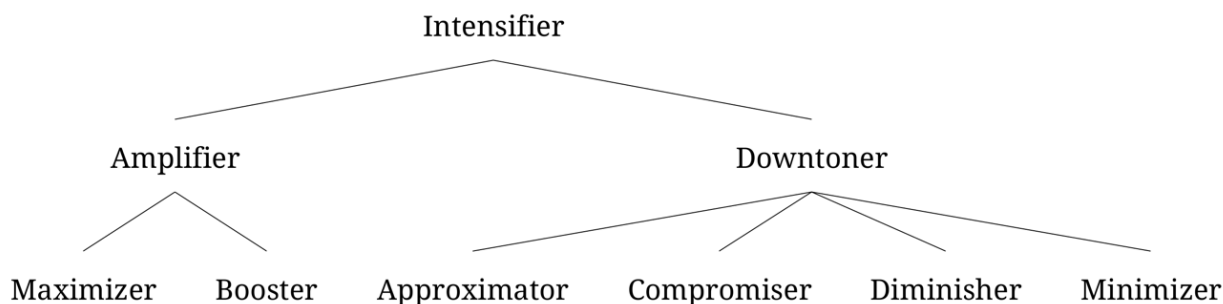 Intensifier
Amplifier Downtoner
Maximizer Booster Approximator Compromiser Diminisher Minimizer